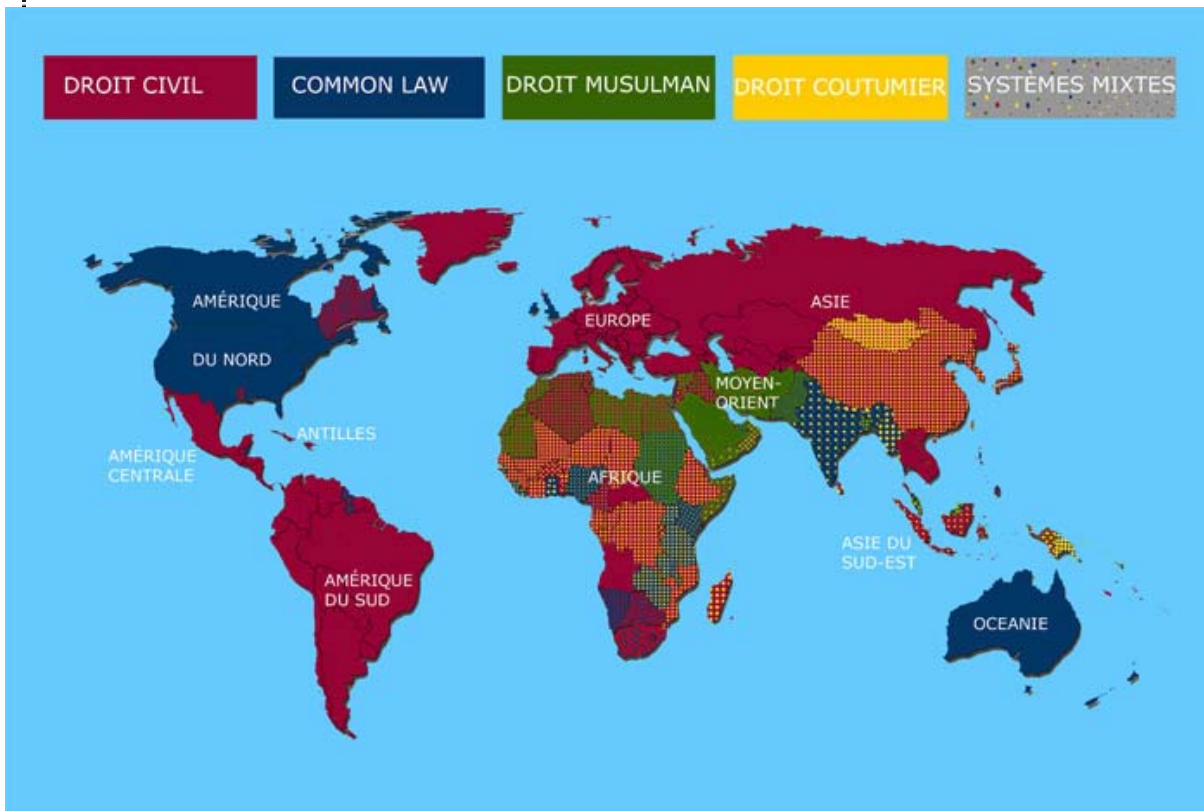 DROIT CIVIL
COMMON LAW
DROIT MUSULMAN
DROIT COUTUMIER
SYSTÈMES MIXTES
AMÉRIQUE
DU NORD
ANTILLES
AMÉRIQUE
CENTRALE
AMÉRIQUE
DU SUD
EUROPE
ASIE
MOYEN-
ORIENT
AFRIQUE
ASIE DU
SUD-EST
OCEANIE